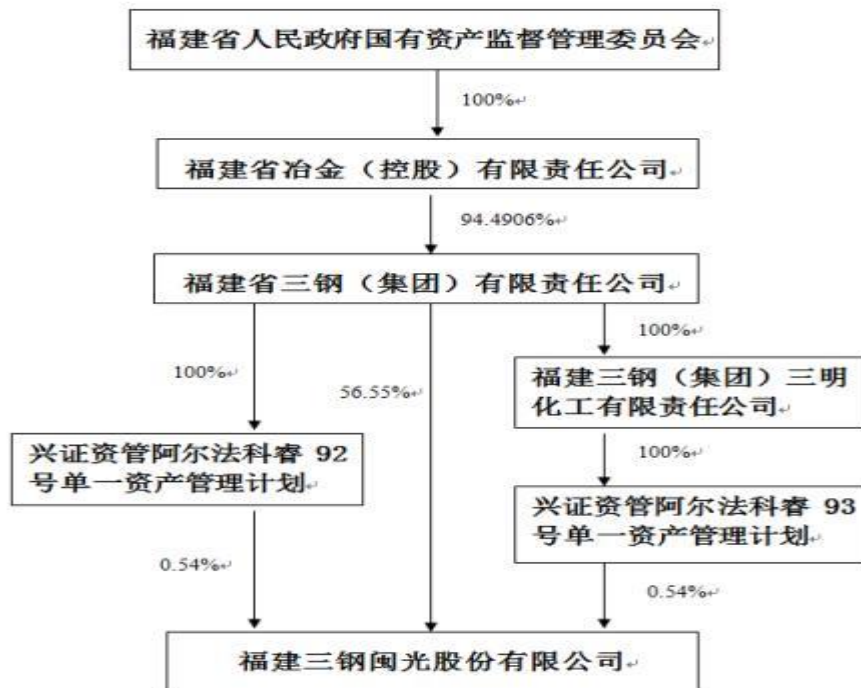 福建省人民政府国有资产监督管理委员会
100%
福建省冶金（控股）有限责任公司
94.4906%
福建省三钢（集团）有限责任公司
100%
100%
56.55%
福建三钢（集团）三明
化工有限责任公司
兴证资管阿尔法科睿 92
号单一资产管理计划
100%
兴证资管阿尔法科睿 93
号单一资产管理计划
0.54%
0.54%
福建三钢闽光股份有限公司